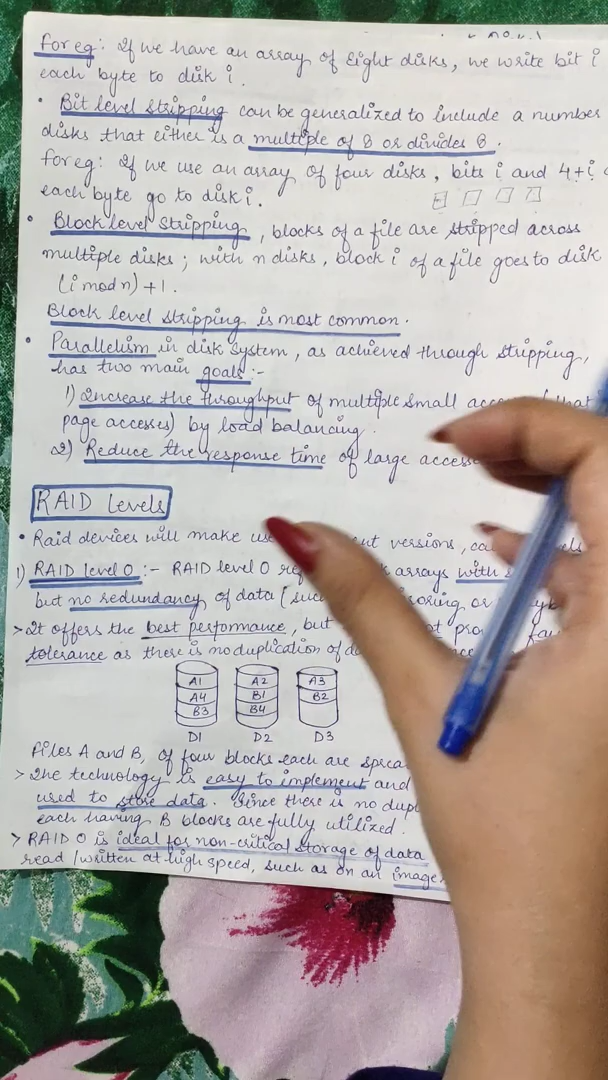 for eg: If we have an array of Eight disks, we write bit i
each byte to disk i.
• Bit level stripping can be generalized to include a number
disks that either is a multiple of 8 or divides 8.
for eg: If we use an array of four disks, bits i and 4+i
each byte go to disk i.
• Block level stripping, blocks of a file are stripped across
multiple disks; with n disks, block i of a file goes to disk
(i mod n) + 1.
Block level stripping is most common.
• Parallelism in disk system, as achieved through stripping,
has two main goals:-
1) Increase the throughput of multiple small that
page accesses) by load balancing.
2) Reduce the response time of large
RAID Levels
• Raid devices will make versions,
1) RAID level 0:- RAID level 0 arrays with
but no redundancy of data or
> It offers the best performance, but
tolerance as there is no duplication of
A1 A2 A3
A4 B1 B2
B3 B4
D1 D2 D3
Files A and B, of four blocks each are
> The technology is easy to implement and
used to store data. Since there is no
each having B blocks are fully utilized.
> RAID 0 is ideal for non-critical storage of data
read/written at high speed, such as on an image